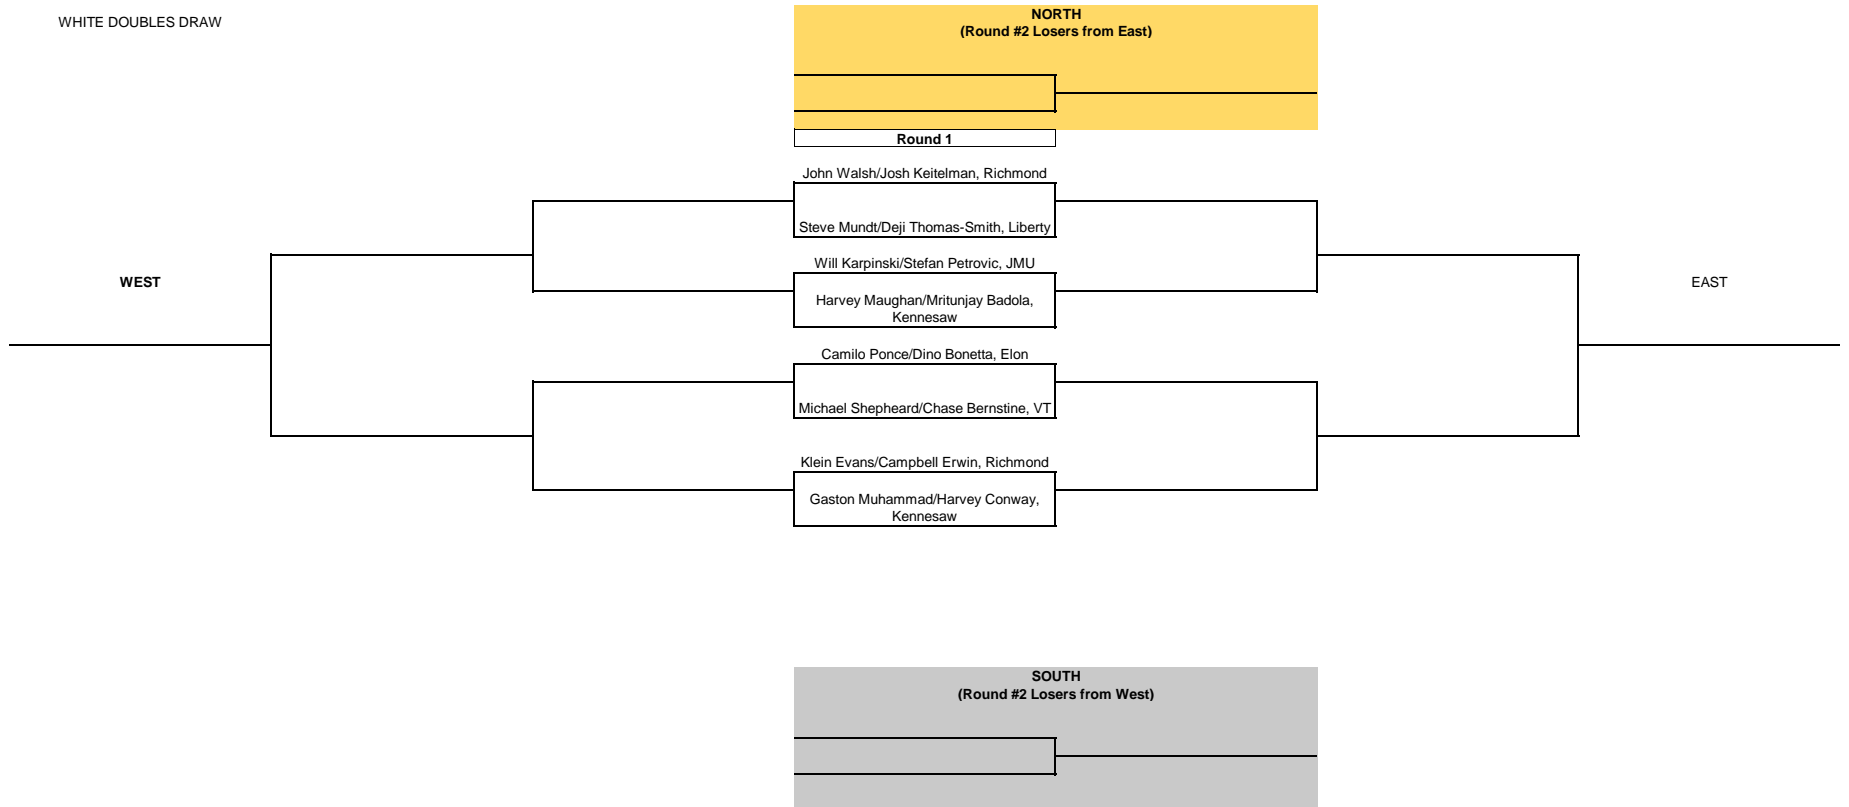 WHITE DOUBLES DRAW
NORTH
(Round #2 Losers from East)
Round 1
John Walsh/Josh Keitelman, Richmond
Steve Mundt/Deji Thomas-Smith, Liberty
Will Karpinski/Stefan Petrovic, JMU
WEST
EAST
Harvey Maughan/Mritunjay Badola,
Kennesaw
Camilo Ponce/Dino Bonetta, Elon
Michael Shepheard/Chase Bernstine, VT
Klein Evans/Campbell Erwin, Richmond
Gaston Muhammad/Harvey Conway,
Kennesaw
SOUTH
(Round #2 Losers from West)